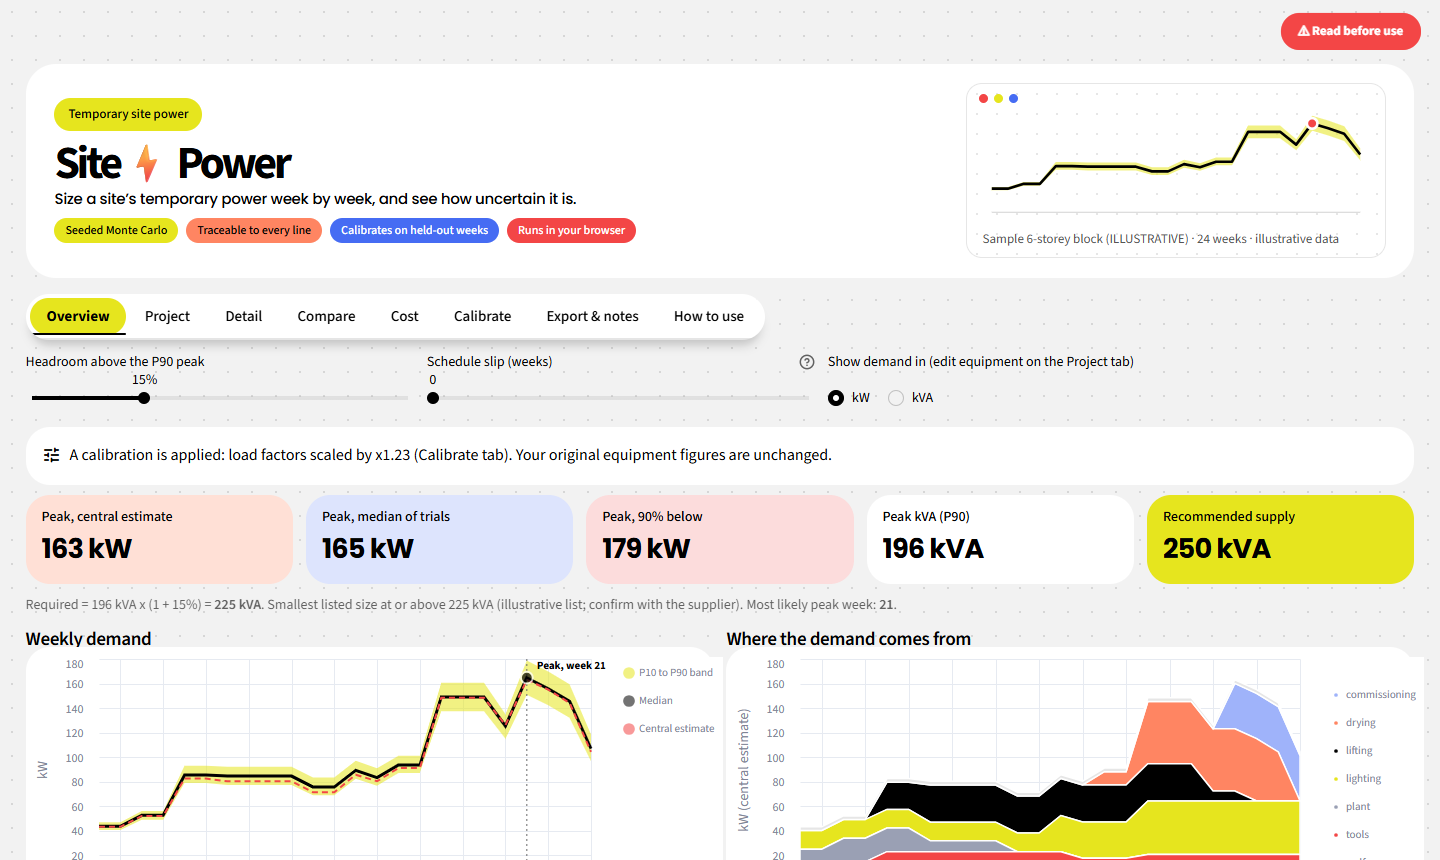 ⚠ Read before use
Temporary site power
Site ⚡ Power
Size a site's temporary power week by week, and see how uncertain it is.
Seeded Monte Carlo
Traceable to every line
Calibrates on held-out weeks
Runs in your browser
Sample 6-storey block (ILLUSTRATIVE) · 24 weeks · illustrative data
Overview
Project
Detail
Compare
Cost
Calibrate
Export & notes
How to use
Headroom above the P90 peak
15%
Schedule slip (weeks)
0
Show demand in (edit equipment on the Project tab)
kW
kVA
A calibration is applied: load factors scaled by x1.23 (Calibrate tab). Your original equipment figures are unchanged.
Peak, central estimate
163 kW
Peak, median of trials
165 kW
Peak, 90% below
179 kW
Peak kVA (P90)
196 kVA
Recommended supply
250 kVA
Required = 196 kVA x (1 + 15%) = 225 kVA. Smallest listed size at or above 225 kVA (illustrative list; confirm with the supplier). Most likely peak week: 21.
Weekly demand
180
160
140
120
100
80
60
40
20
kW
Peak, week 21
P10 to P90 band
Median
Central estimate
Where the demand comes from
180
160
140
120
100
80
60
40
20
kW (central estimate)
commissioning
drying
lifting
lighting
plant
tools